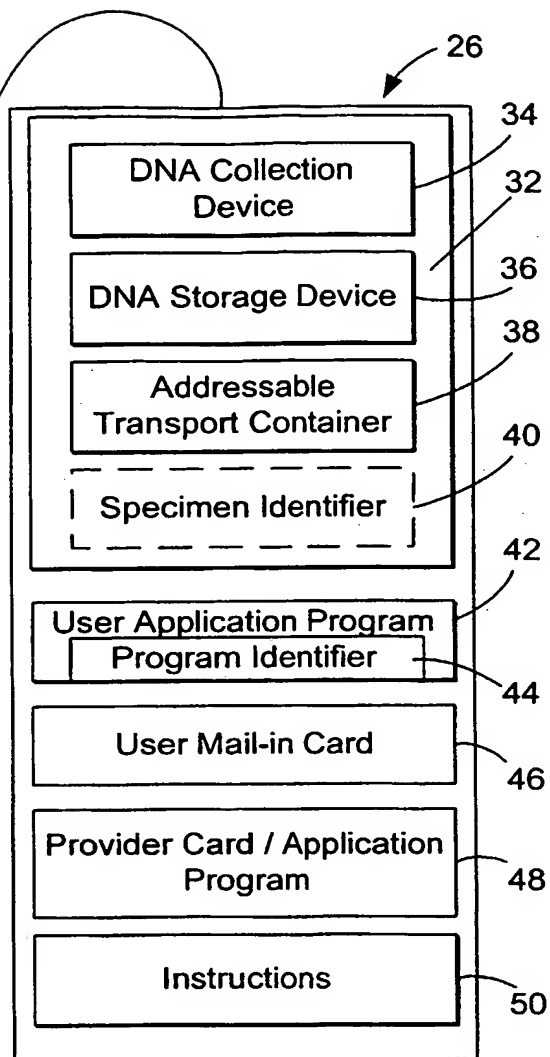 26
DNA Collection
Device
34
32
DNA Storage Device
36
Addressable
Transport Container
38
Specimen Identifier
40
User Application Program
42
Program Identifier
44
User Mail-in Card
46
Provider Card / Application
Program
48
Instructions
50